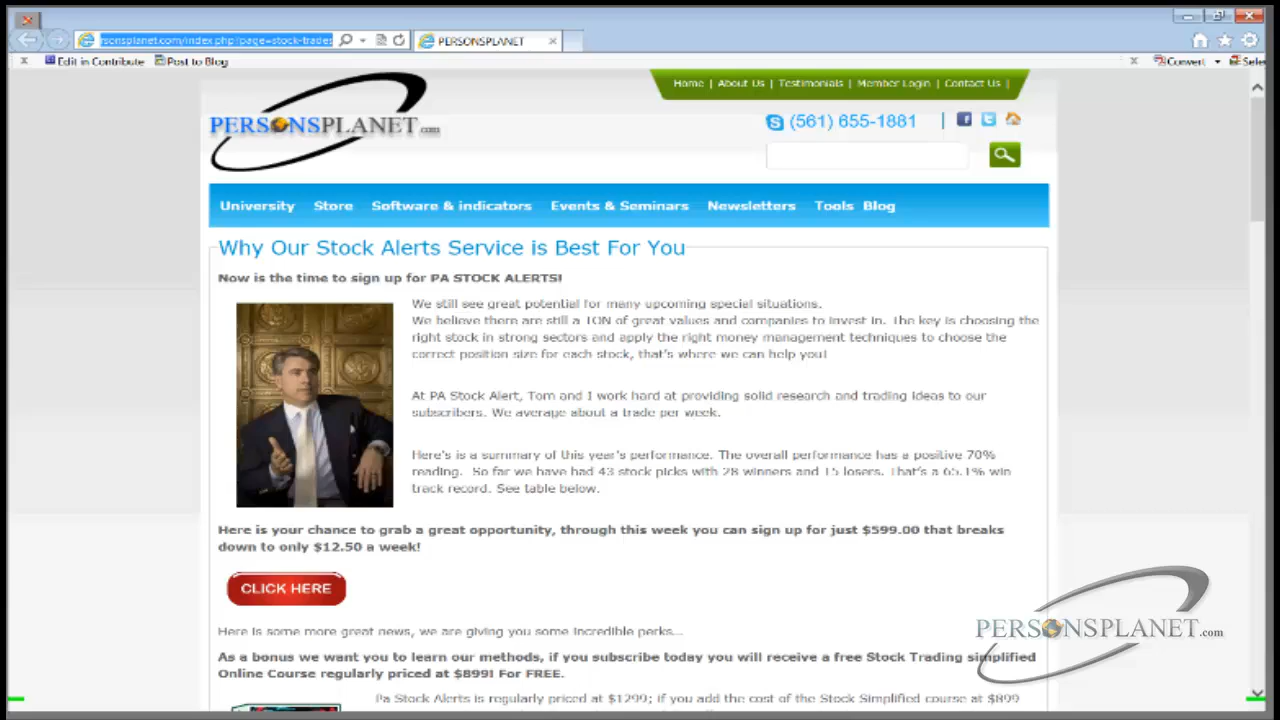 rsonsplanet.com/index.php?page=stock-trades
PERSONSPLANET
Edit in Contribute Post to Blog
Convert
Home | About Us | Testimonials | Member Login | Contact Us |
PERSONSPLANET.com
(561) 655-1881
University Store Software & indicators Events & Seminars Newsletters Tools Blog
Why Our Stock Alerts Service is Best For You
Now is the time to sign up for PA STOCK ALERTS!
We still see great potential for many upcoming special situations.
We believe there are still a TON of great values and companies to invest in. The key is choosing the
right stock in strong sectors and apply the right money management techniques to choose the
correct position size for each stock, that's where we can help you!
At PA Stock Alert, Tom and I work hard at providing solid research and trading ideas to our
subscribers. We average about a trade per week.
Here's is a summary of this year's performance. The overall performance has a positive 70%
reading. So far we have had 43 stock picks with 28 winners and 15 losers. That's a 65.1% win
track record. See table below.
Here is your chance to grab a great opportunity, through this week you can sign up for just $599.00 that breaks
down to only $12.50 a week!
CLICK HERE
Here is some more great news, we are giving you some incredible perks...
As a bonus we want you to learn our methods, if you subscribe today you will receive a free Stock Trading simplified
Online Course regularly priced at $899! For FREE.
Pa Stock Alerts is regularly priced at $1299; if you add the cost of the Stock Simplified course at $899
PERSONSPLANET.com